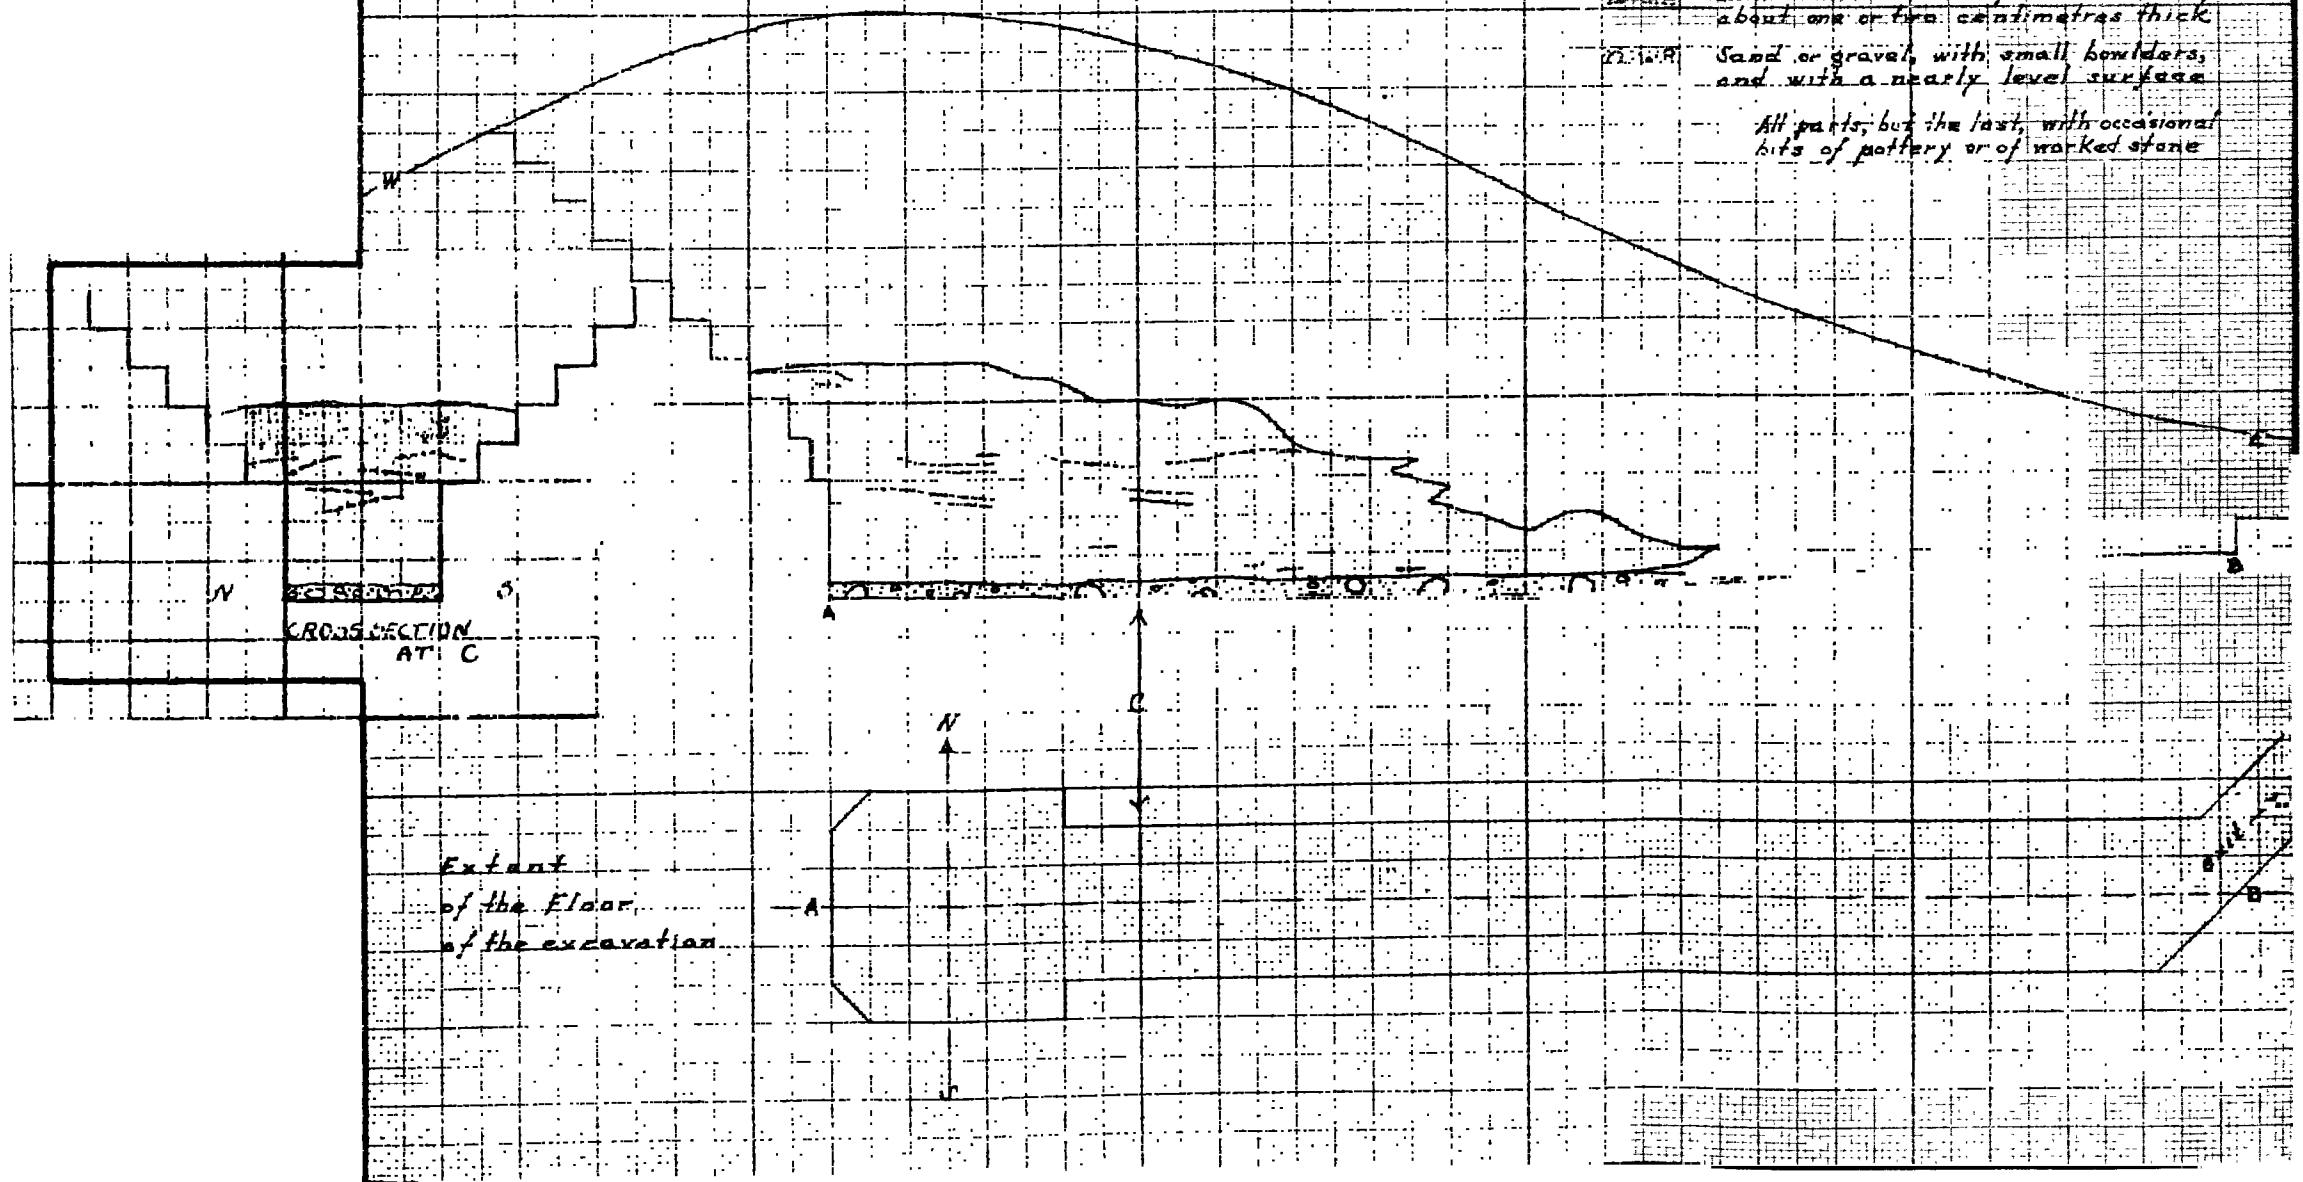 about one or two centimetres thick
Sand or gravel, with small bowlders,
and with a nearly level surface
All parts, but the last, with occasional
bits of pottery or of worked stone
W
E
B
N S
CROSS SECTION
AT C
A
C
N
Extant
of the Floor
of the excavation
A
Exit
B
S